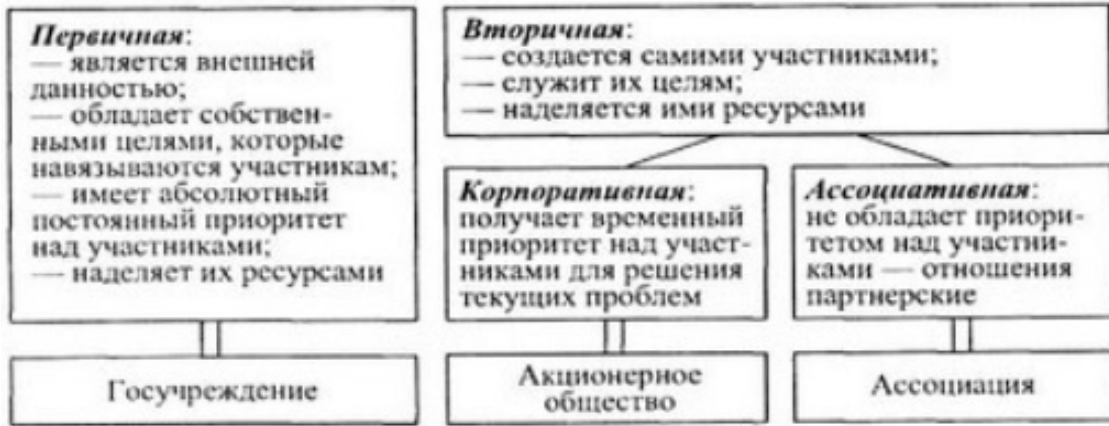 Первичная:
— является внешней
данностью;
— обладает собствен-
ными целями, которые
навязываются участникам;
— имеет абсолютный
постоянный приоритет
над участниками;
— наделяет их ресурсами
Вторичная:
— создается самими участниками;
— служит их целям;
— наделяется ими ресурсами
Корпоративная:
получает временный
приоритет над участ-
никами для решения
текущих проблем
Ассоциативная:
не обладает приори-
тетом над участни-
ками — отношения
партнерские
Госучреждение
Акционерное
общество
Ассоциация